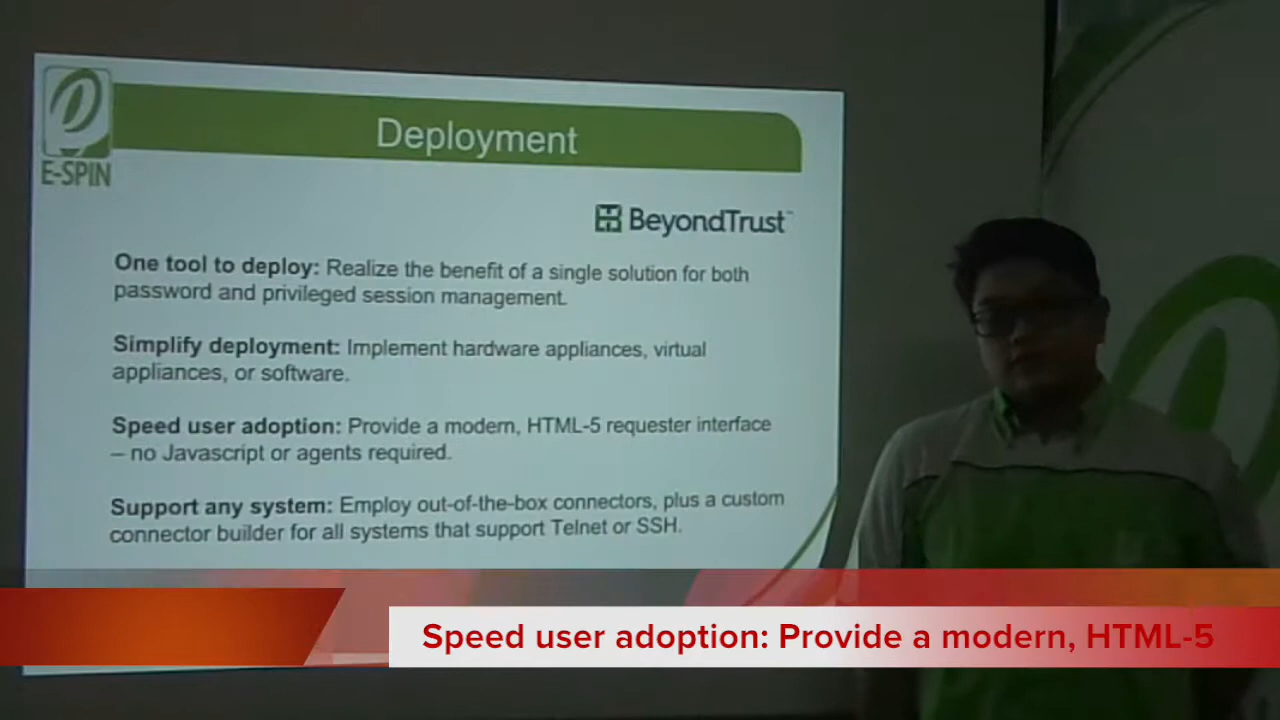 Deployment
E-SPIN
BeyondTrust™
One tool to deploy: Realize the benefit of a single solution for both
password and privileged session management.
Simplify deployment: Implement hardware appliances, virtual
appliances, or software.
Speed user adoption: Provide a modern, HTML-5 requester interface
– no Javascript or agents required.
Support any system: Employ out-of-the-box connectors, plus a custom
connector builder for all systems that support Telnet or SSH.
Speed user adoption: Provide a modern, HTML-5